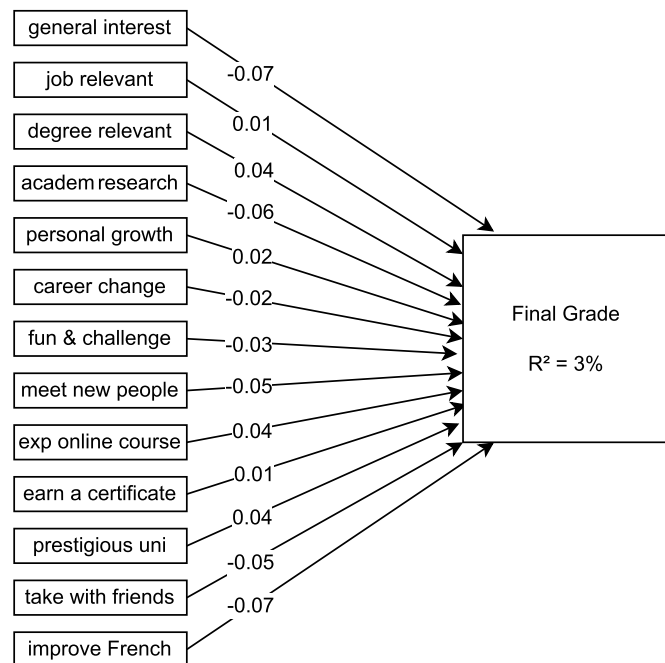 general interest
-0.07
job relevant
0.01
degree relevant
0.04
academ research
-0.06
personal growth
0.02
career change
-0.02
fun & challenge
-0.03
meet new people
-0.05
exp online course
0.04
earn a certificate
0.01
prestigious uni
0.04
take with friends
-0.05
improve French
-0.07
Final Grade
R² = 3%